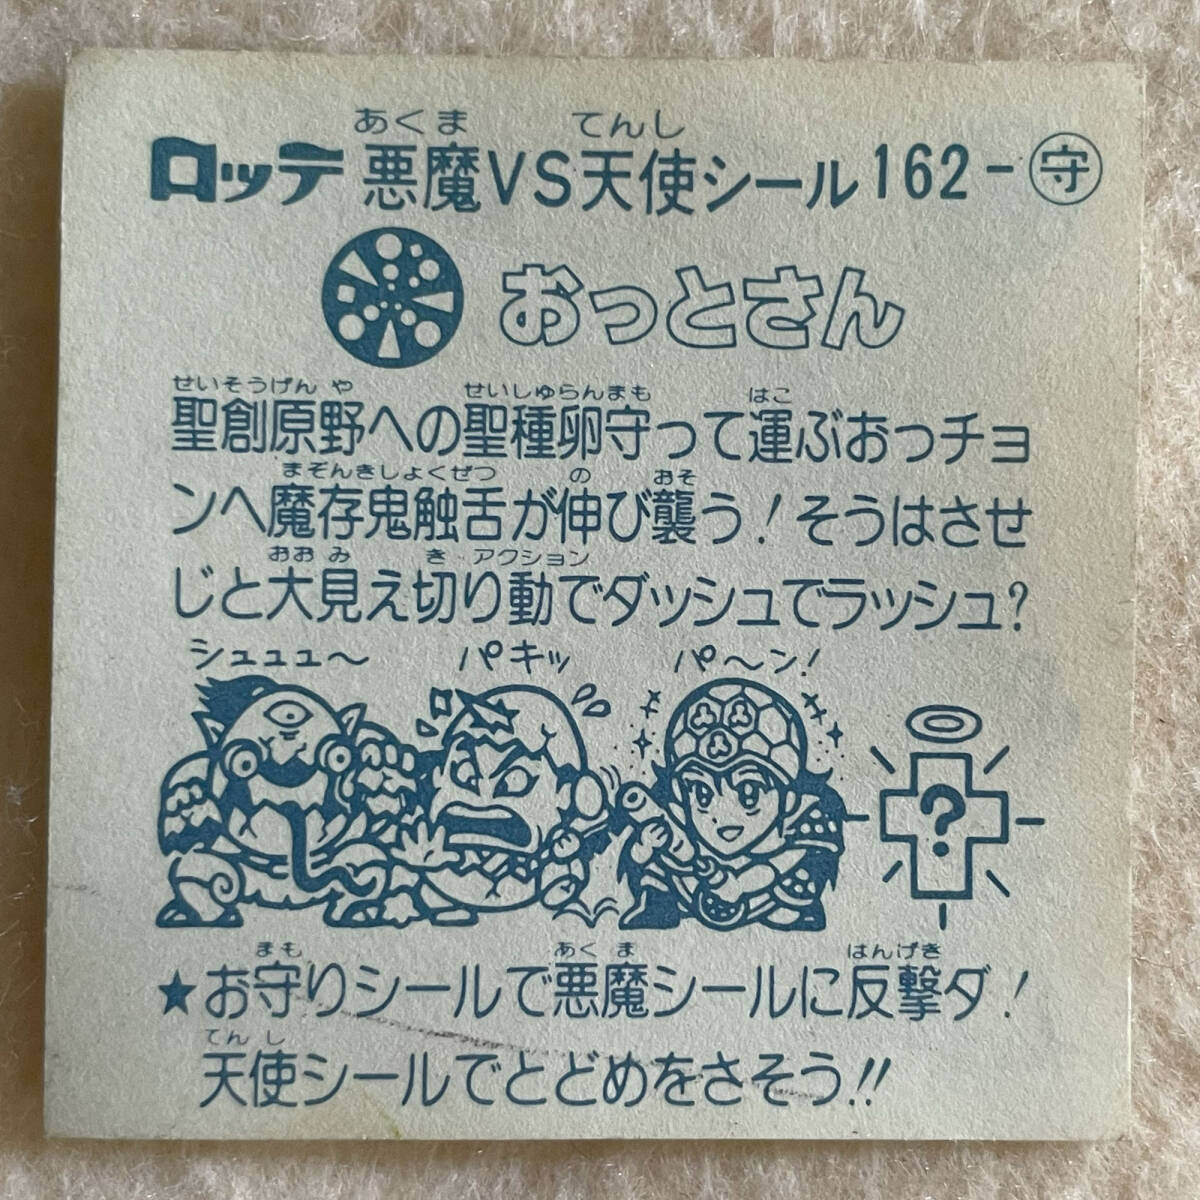 あくま てんし
ロッテ 悪魔VS天使シール 162-守
おっとさん
せいそうげんや せいしゅらんまも はこ
聖創原野への聖種卵守って運ぶおっチョ
まぞんきしょくぜつ の おそ
ンへ魔存鬼触舌が伸び襲う!そうはさせ
おおみ き アクション
じと大見え切り動でダッシュでラッシュ?
シュュュ〜 パキッ パ〜ン!
?
まも あくま はんげき
★お守りシールで悪魔シールに反撃ダ!
てんし
天使シールでとどめをさそう!!